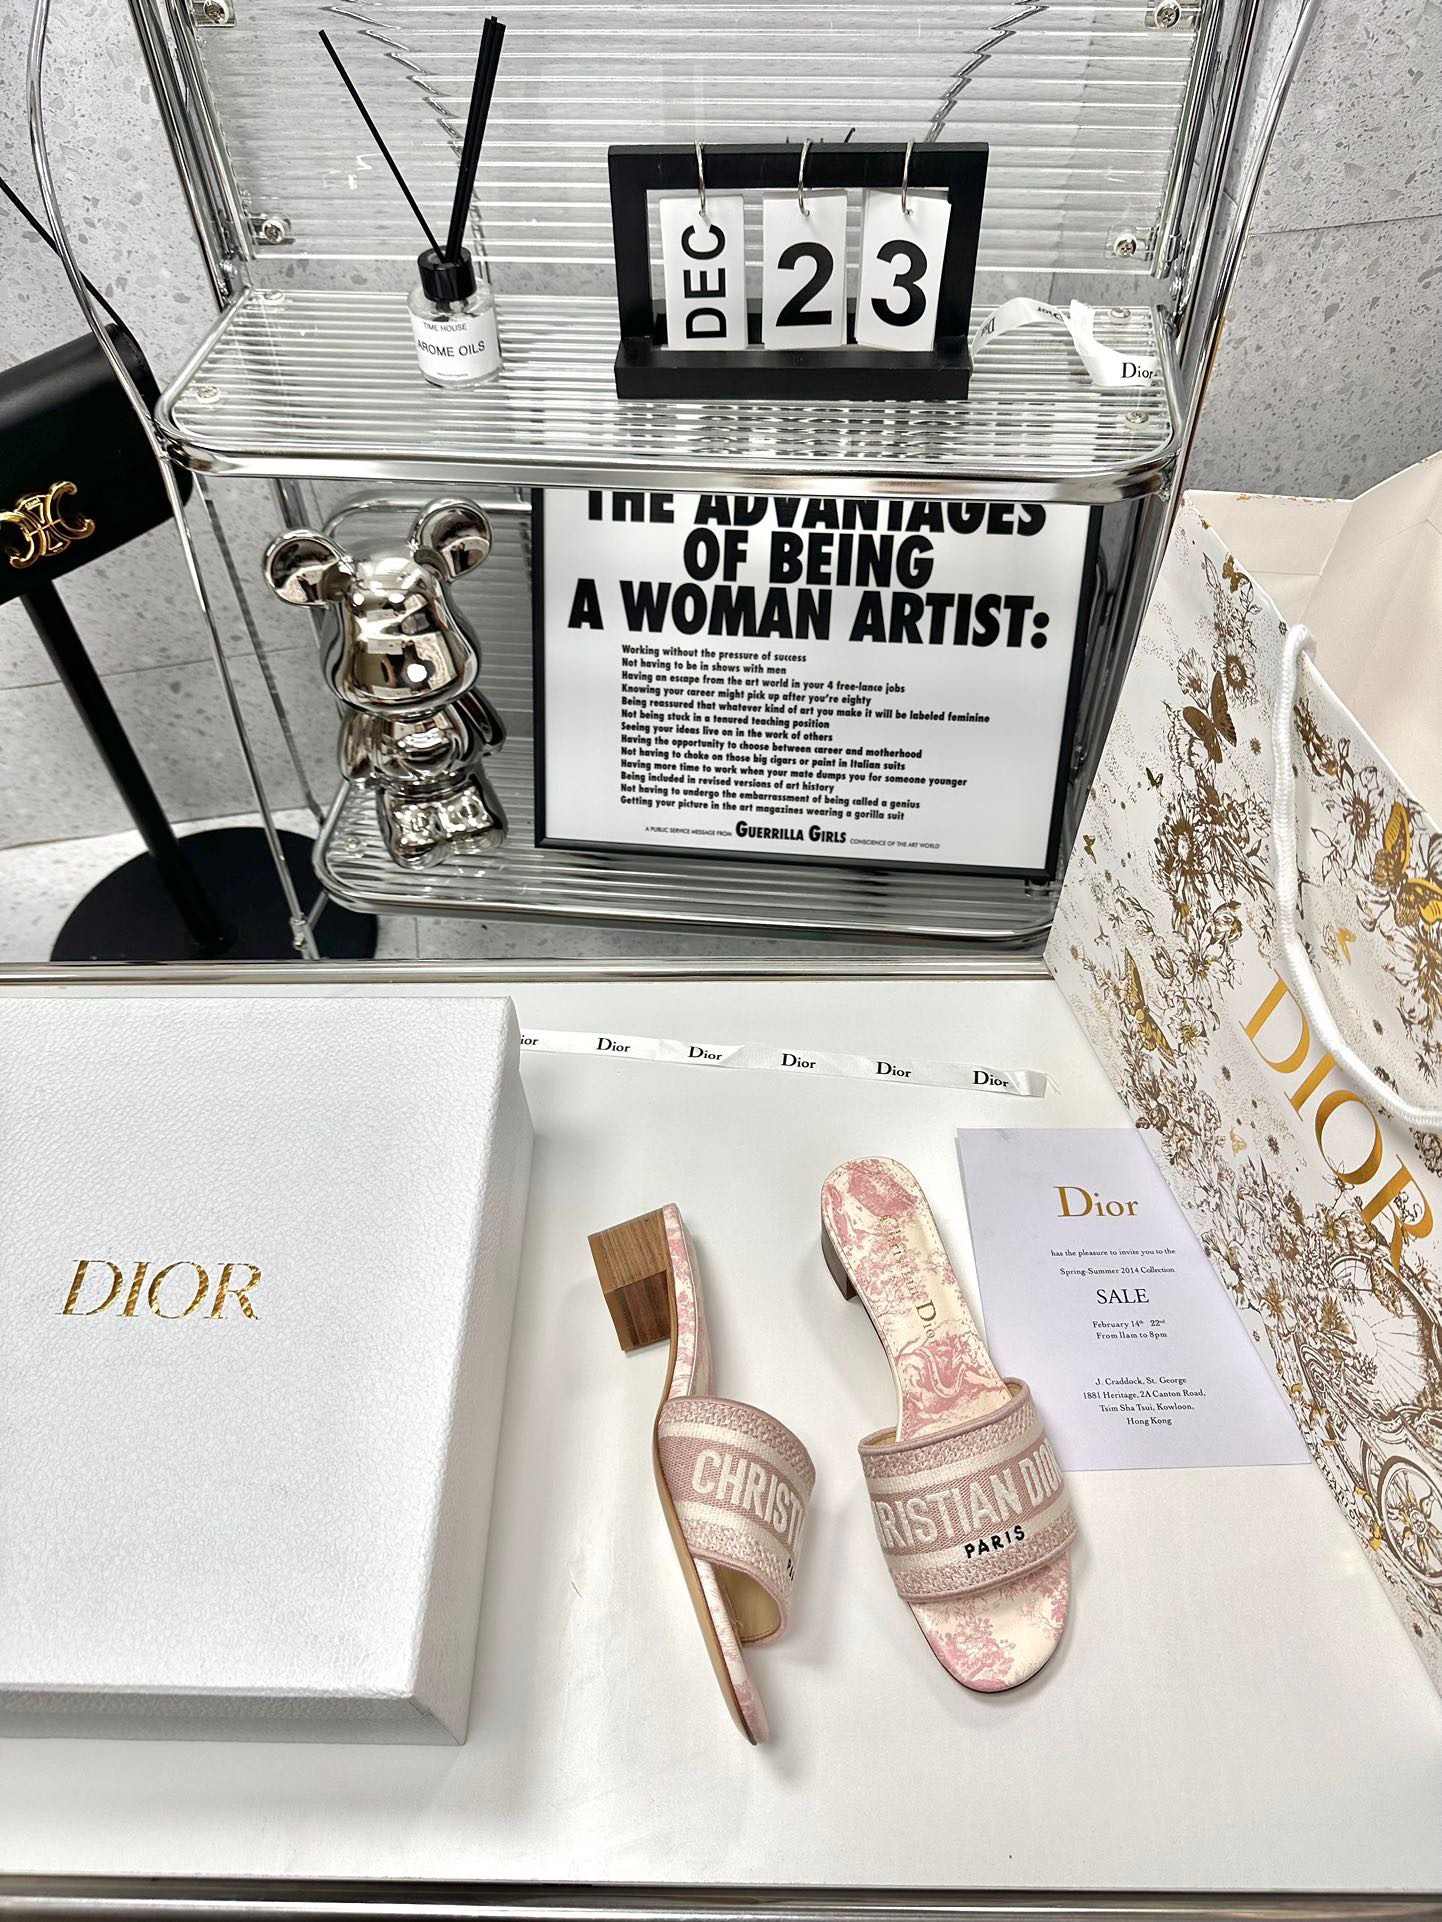 DEC
2
3
TIME HOUSE
AROME OILS
Dior
Dior
THE ADVANTAGES
OF BEING
A WOMAN ARTIST:
Working without the pressure of success
Not having to be in shows with men
Having an escape from the art world in your 4 free-lance jobs
Knowing your career might pick up after you're eighty
Being reassured that whatever kind of art you make it will be labeled feminine
Not being stuck in a tenured teaching position
Seeing your ideas live on in the work of others
Having the opportunity to choose between career and motherhood
Not having to choke on those big cigars or paint in Italian suits
Having more time to work when your mate dumps you for someone younger
Being included in revised versions of art history
Not having to undergo the embarrassment of being called a genius
Getting your picture in the art magazines wearing a gorilla suit
A PUBLIC SERVICE MESSAGE FROM GUERRILLA GIRLS CONSCIENCE OF THE ART WORLD
ior Dior Dior Dior Dior Dior
DIOR
DIOR
Christian Dior
CHRISTI
RISTIAN DIO
PARIS
Dior
has the pleasure to invite you to the
Spring-Summer 2014 Collection
SALE
February 14th 22nd
From 11am to 8pm
J. Craddock, St. George
1881 Heritage, 2A Canton Road,
Tsim Sha Tsui, Kowloon,
Hong Kong